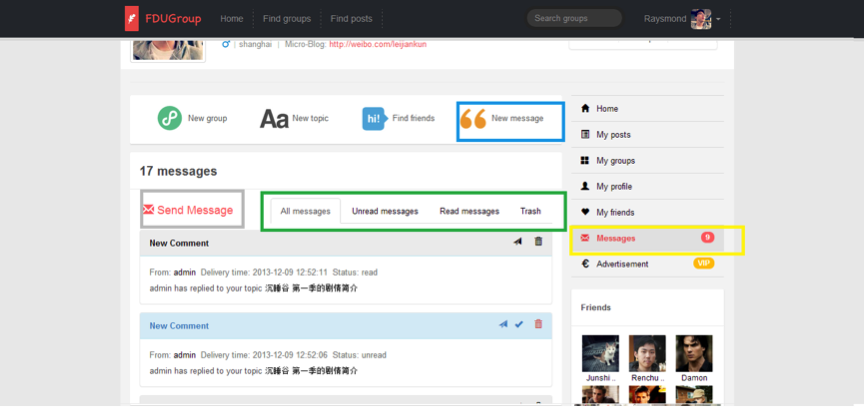 FDUGroup Home Find groups Find posts Search groups Raysmond
shanghai | Micro-Blog: http://weibo.com/leijiankun
New group Aa New topic hi! Find friends New message
17 messages
Send Message All messages Unread messages Read messages Trash
New Comment
From: admin Delivery time: 2013-12-09 12:52:11 Status: read
admin has replied to your topic 沉睡谷 第一季的剧情简介
New Comment
From: admin Delivery time: 2013-12-09 12:52:06 Status: unread
admin has replied to your topic 沉睡谷 第一季的剧情简介
Home
My posts
My groups
My profile
My friends
Messages 9
€ Advertisement VIP
Friends
Junshi .. Renchu .. Damon